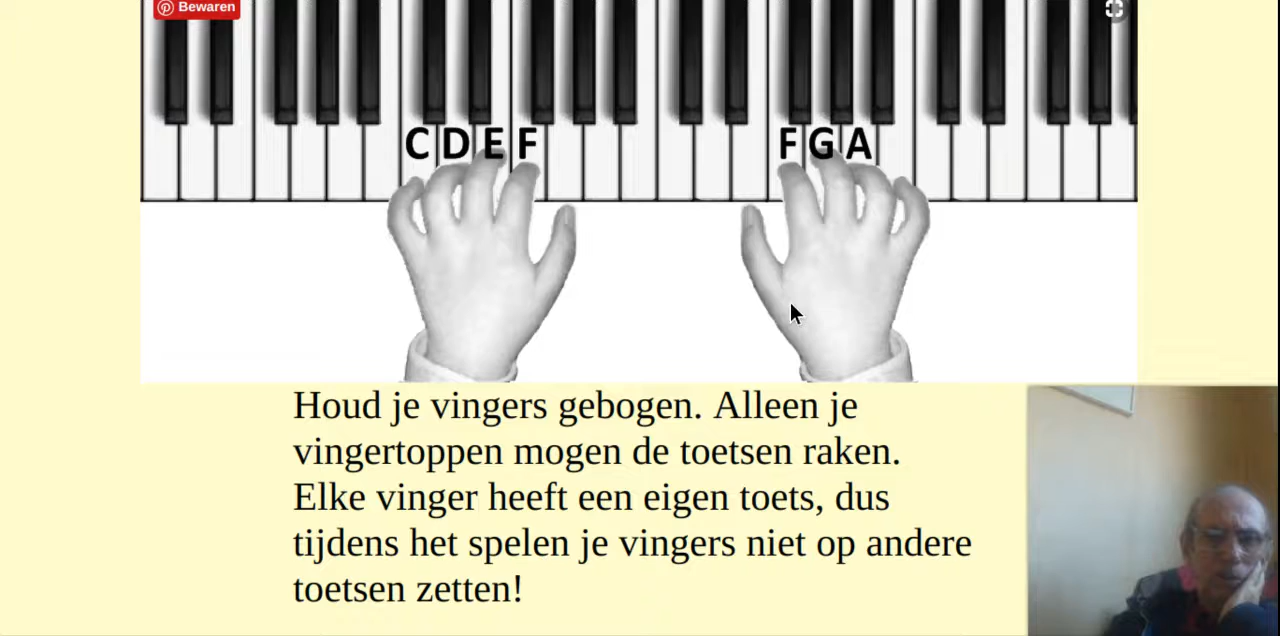 Bewaren
C D E F F G A
Houd je vingers gebogen. Alleen je
vingertoppen mogen de toetsen raken.
Elke vinger heeft een eigen toets, dus
tijdens het spelen je vingers niet op andere
toetsen zetten!